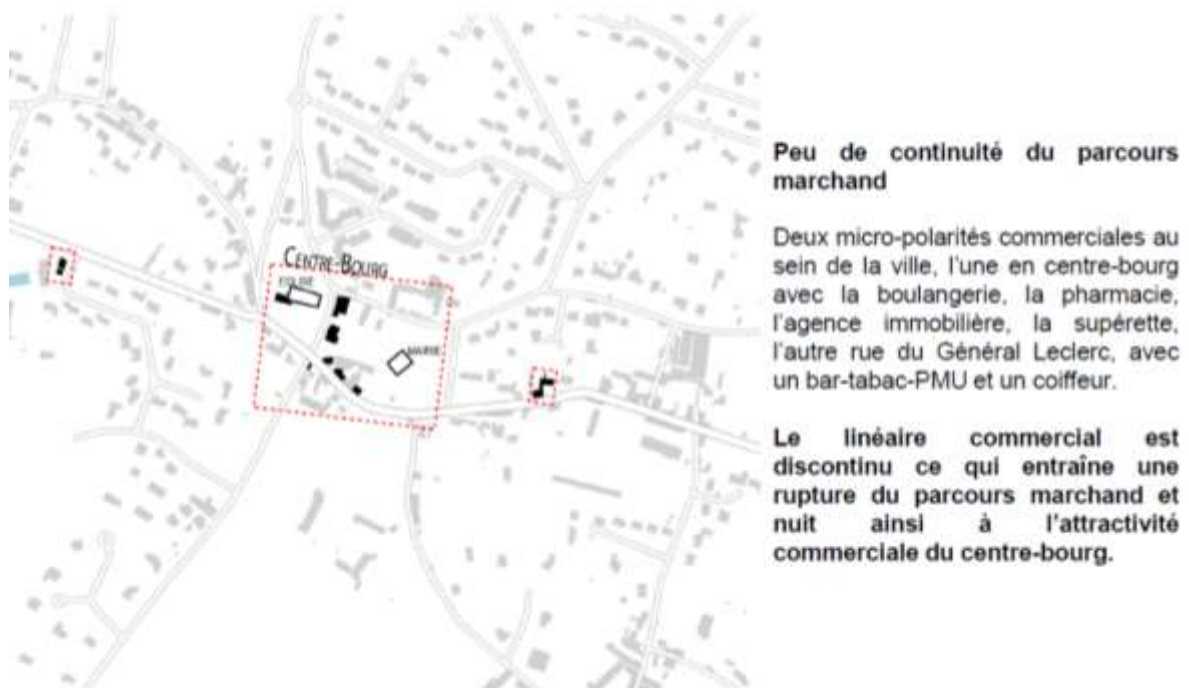 CENTRE-BOURG
EGLISE
MAIRIE
Peu de continuité du parcours
marchand
Deux micro-polarités commerciales au
sein de la ville, l'une en centre-bourg
avec la boulangerie, la pharmacie,
l'agence immobilière, la supérette,
l'autre rue du Général Leclerc, avec
un bar-tabac-PMU et un coiffeur.
Le linéaire commercial est
discontinu ce qui entraîne une
rupture du parcours marchand et
nuit ainsi à l'attractivité
commerciale du centre-bourg.